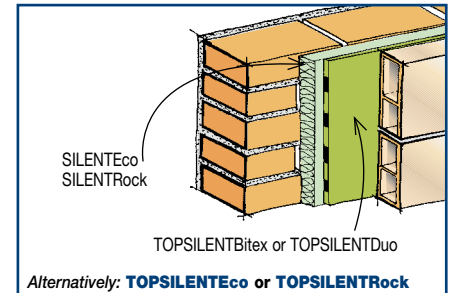 SILENTEco
SILENTRock
TOPSILENTBitex or TOPSILENTDuo
Alternatively: TOPSILENTEco or TOPSILENTRock